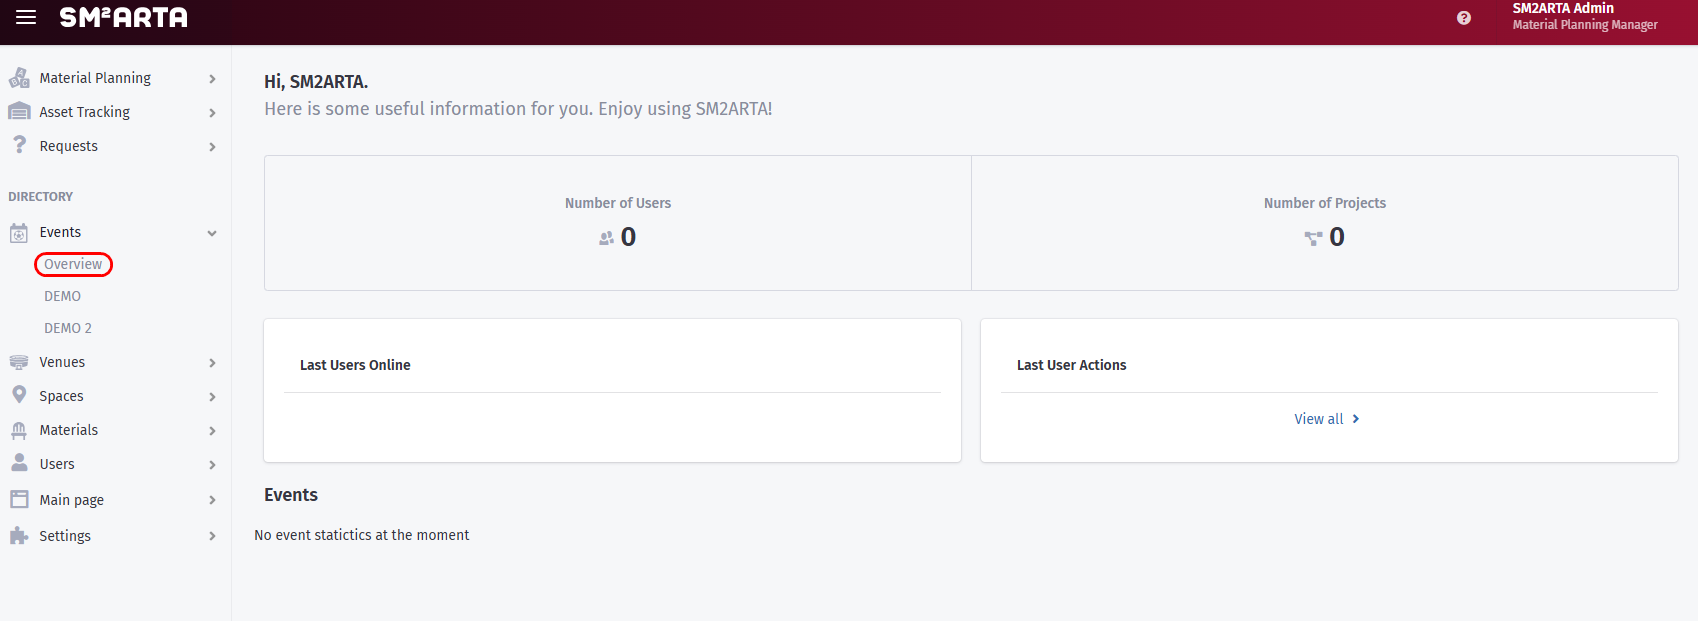 SM²ARTA
SM2ARTA Admin
Material Planning Manager
Material Planning
Asset Tracking
Requests
DIRECTORY
Events
Overview
DEMO
DEMO 2
Venues
Spaces
Materials
Users
Main page
Settings
Hi, SM2ARTA.
Here is some useful information for you. Enjoy using SM2ARTA!
Number of Users
0
Number of Projects
0
Last Users Online
Last User Actions
View all
Events
No event statictics at the moment